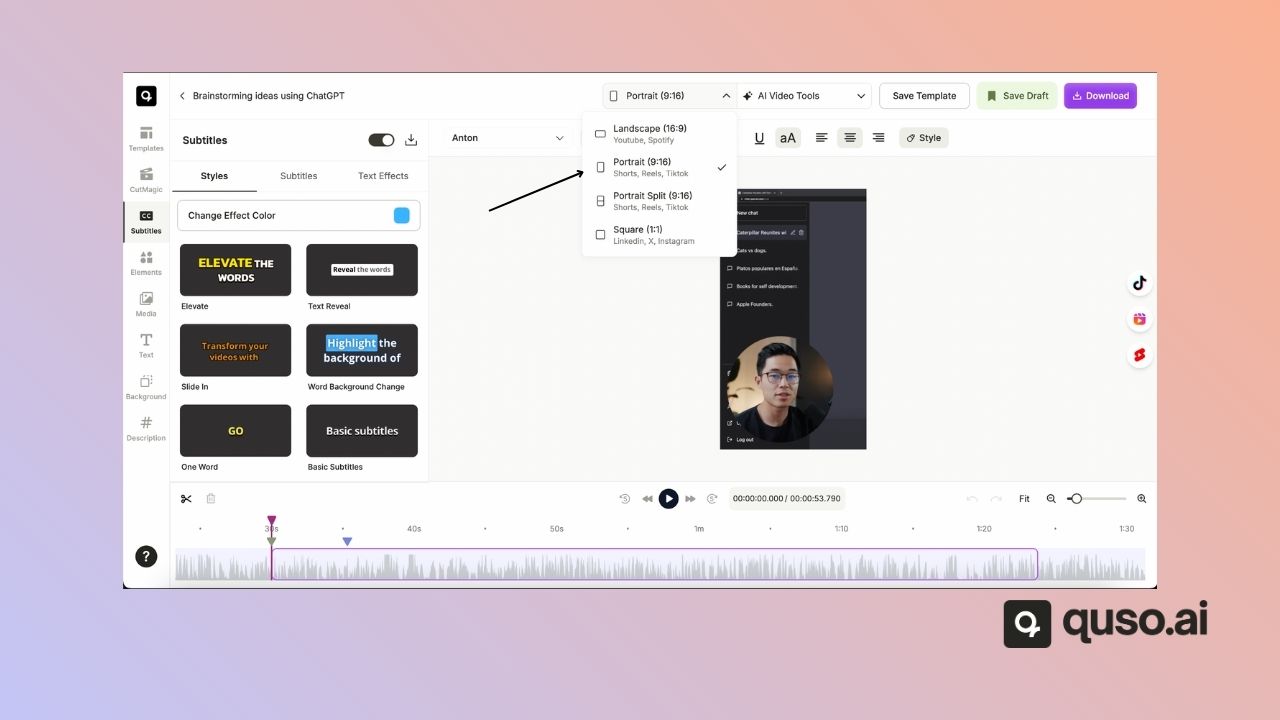 Brainstorming ideas using ChatGPT
Portrait (9:16)
AI Video Tools
Save Template
Save Draft
Download
Templates
CutMagic
CC
Subtitles
Elements
Media
Text
Background
Description
Subtitles
Styles
Subtitles
Text Effects
Change Effect Color
ELEVATE THE
WORDS
Elevate
Reveal the words
Text Reveal
Transform your
videos with
Slide In
Highlight the
background of
Word Background Change
GO
One Word
Basic subtitles
Basic Subtitles
Anton
Landscape (16:9)
Youtube, Spotify
Portrait (9:16)
Shorts, Reels, Tiktok
Portrait Split (9:16)
Shorts, Reels, Tiktok
Square (1:1)
Linkedin, X, Instagram
U
aA
Style
New chat
Caterpillar Reunites wi
Cats vs dogs.
Platos populares en Españ
Books for self development
Apple Founders.
Log out
00:00:00.000 / 00:00:53.790
Fit
30s
40s
50s
1m
1:10
1:20
1:30
?
quso.ai